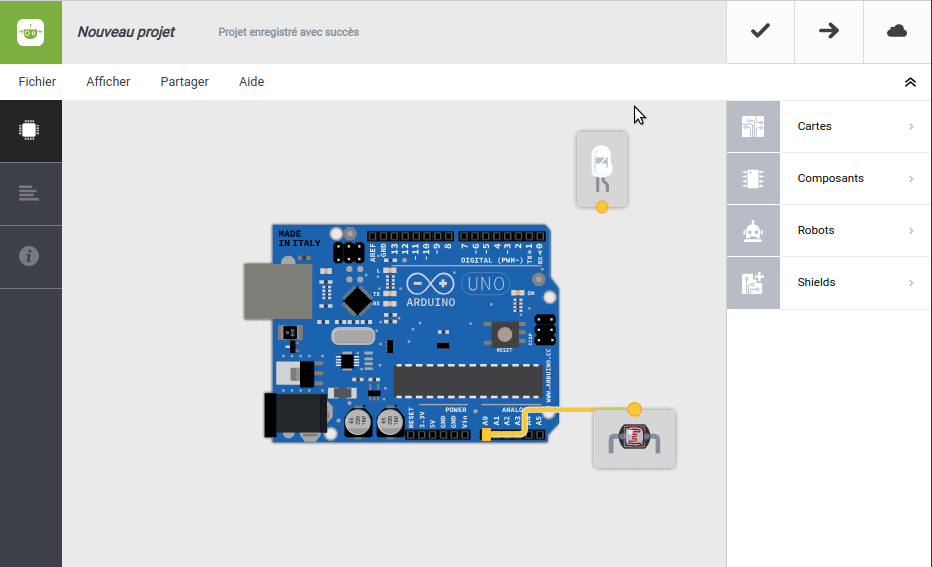 Nouveau projet
Projet enregistré avec succès
Fichier
Afficher
Partager
Aide
Cartes
Composants
Robots
Shields
MADE
IN ITALY
AREF
GND
13
12
~11
~10
~9
8
7
~6
~5
4
~3
2
TX▸1
RX◂0
DIGITAL (PWM~)
L
TX
RX
ARDUINO
UNO
ON
ICSP
RESET
WWW.ARDUINO.CC
RESET
3.3V
5V
GND
GND
Vin
POWER
ANALOG
A0
A1
A2
A3
A4
A5